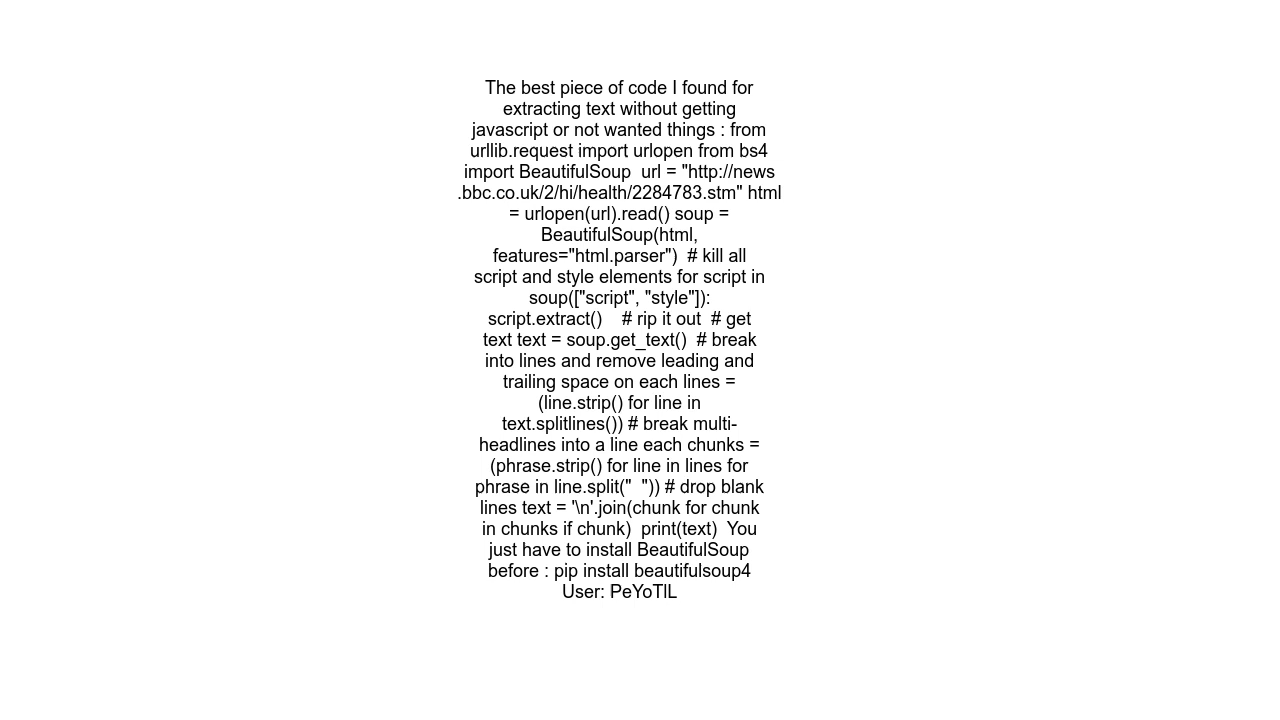 The best piece of code I found for
extracting text without getting
javascript or not wanted things : from
urllib.request import urlopen from bs4
import BeautifulSoup  url = "http://news
.bbc.co.uk/2/hi/health/2284783.stm" html
= urlopen(url).read() soup =
BeautifulSoup(html,
features="html.parser")  # kill all
script and style elements for script in
soup(["script", "style"]):
script.extract()    # rip it out  # get
text text = soup.get_text()  # break
into lines and remove leading and
trailing space on each lines =
(line.strip() for line in
text.splitlines()) # break multi-
headlines into a line each chunks =
(phrase.strip() for line in lines for
phrase in line.split("  ")) # drop blank
lines text = '\n'.join(chunk for chunk
in chunks if chunk)  print(text)  You
just have to install BeautifulSoup
before : pip install beautifulsoup4
User: PeYoTlL